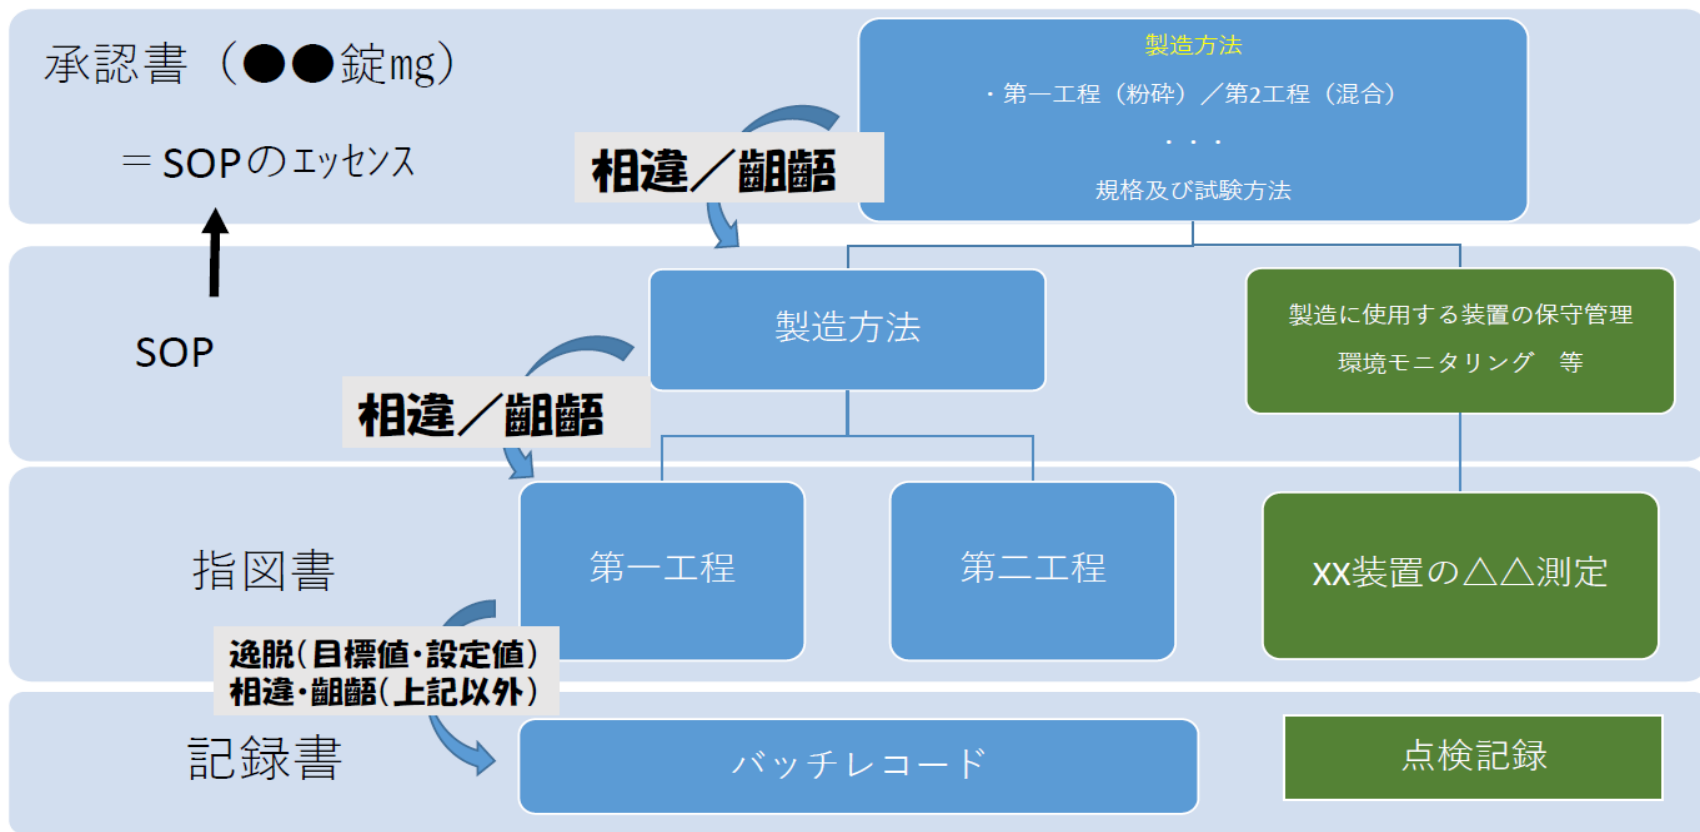 承認書（●●錠㎎）
＝SOPのエッセンス
製造方法
・第一工程（粉砕）／第2工程（混合）
・・・
規格及び試験方法
相違／齟齬
SOP
製造方法
製造に使用する装置の保守管理
環境モニタリング　等
相違／齟齬
指図書
第一工程
第二工程
XX装置の△△測定
逸脱（目標値・設定値）
相違・齟齬（上記以外）
記録書
バッチレコード
点検記録